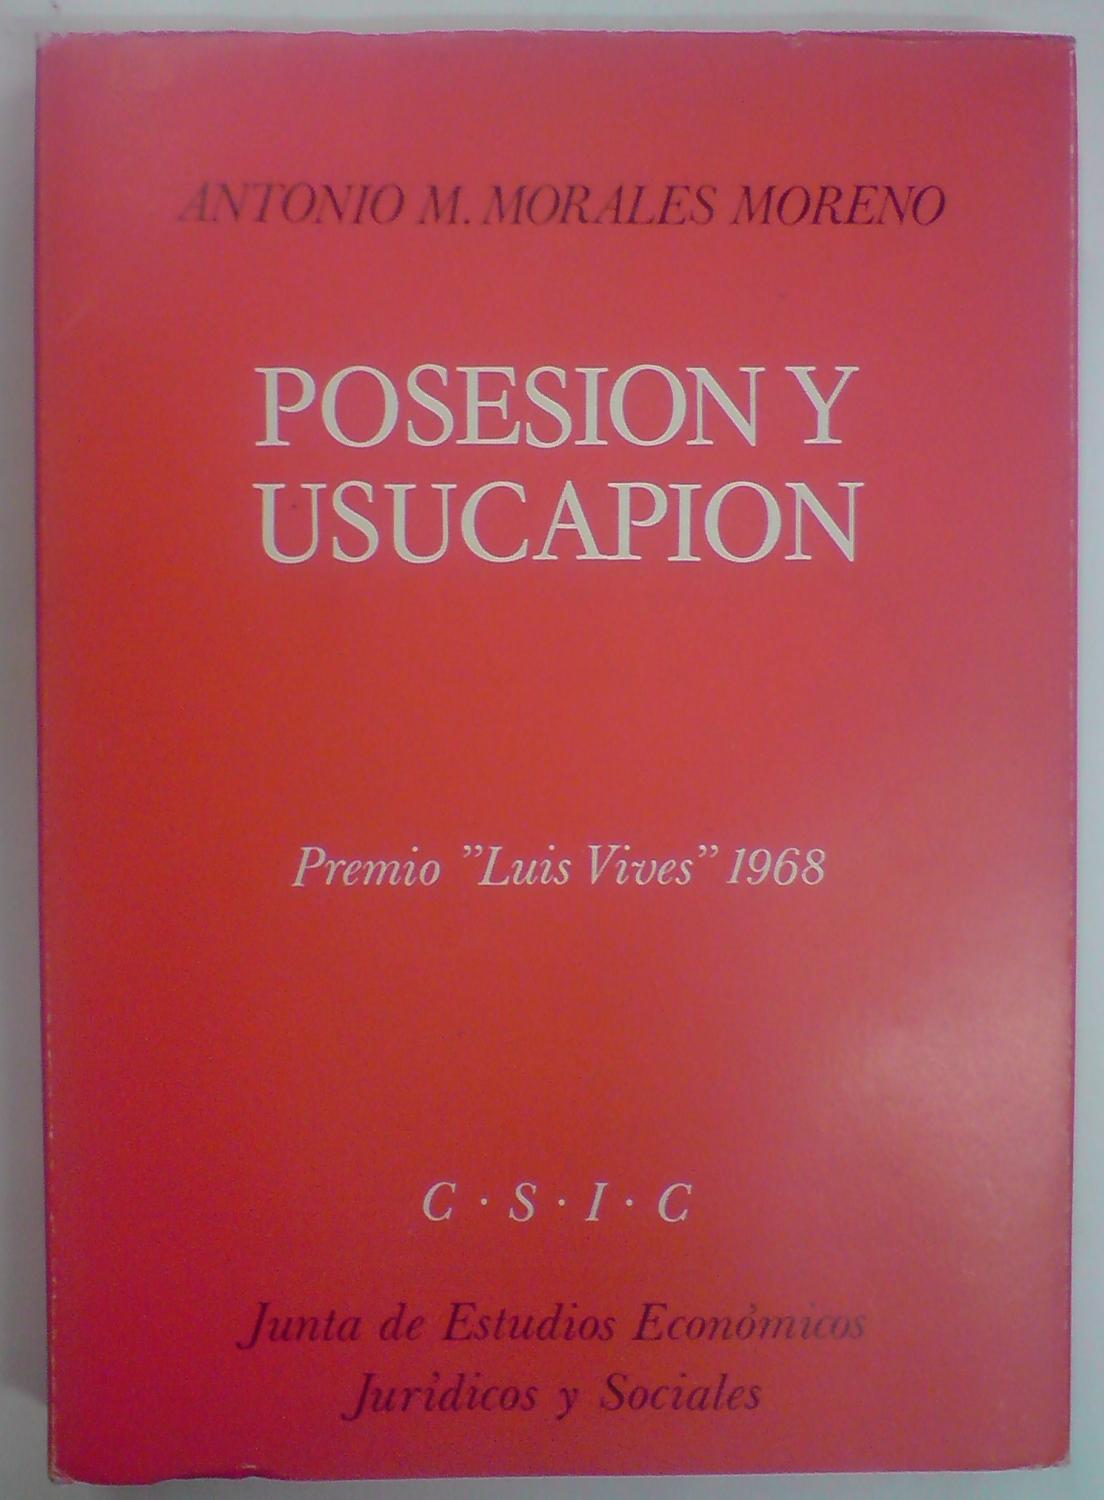 ANTONIO M. MORALES MORENO
POSESION Y
USUCAPION
Premio ”Luis Vives” 1968
C · S · I · C
Junta de Estudios Económicos
Jurídicos y Sociales